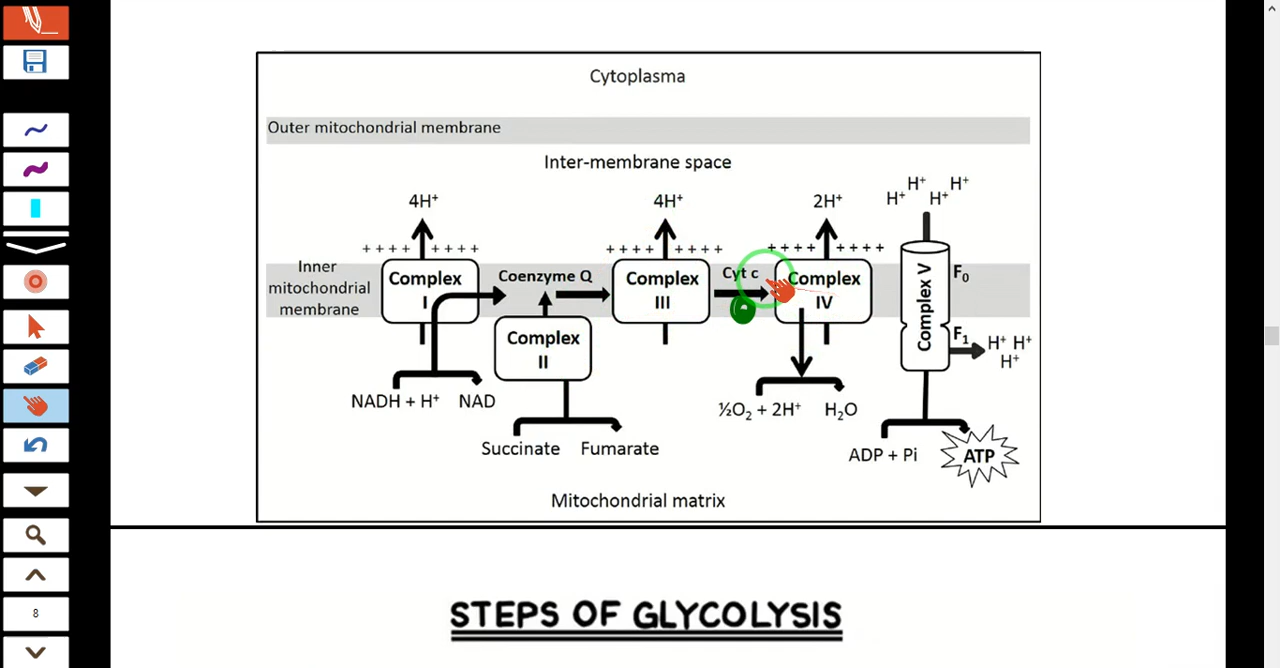 Cytoplasma
Outer mitochondrial membrane
Inter-membrane space
4H⁺
4H⁺
2H⁺
H⁺ H⁺ H⁺ H⁺
+ + + + + + + +
+ + + + + + + +
+ + + + + + + +
Inner
mitochondrial
membrane
Complex
I
Coenzyme Q
Complex
III
Cyt c
Complex
IV
Complex V
F₀
F₁
H⁺ H⁺
H⁺
Complex
II
NADH + H⁺ NAD
½O₂ + 2H⁺ H₂O
Succinate Fumarate
ADP + Pi ATP
Mitochondrial matrix
8
STEPS OF GLYCOLYSIS